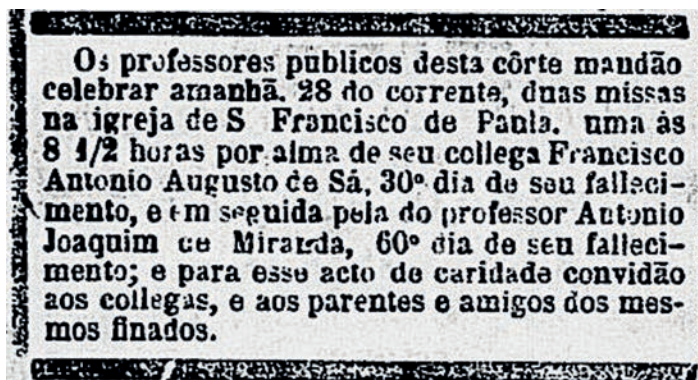 Os professores publicos desta côrte mandão
celebrar amanhã, 28 do corrente, duas missas
na igreja de S Francisco de Paula. uma ás
8 1/2 horas por alma de seu collega Francisco
Antonio Augusto de Sá, 30º dia de seu falleci-
mento, e em seguida pela do professor Antonio
Joaquim de Miranda, 60º dia de seu falleci-
mento; e para esse acto de caridade convidão
aos collegas, e aos parentes e amigos dos mes-
mos finados.